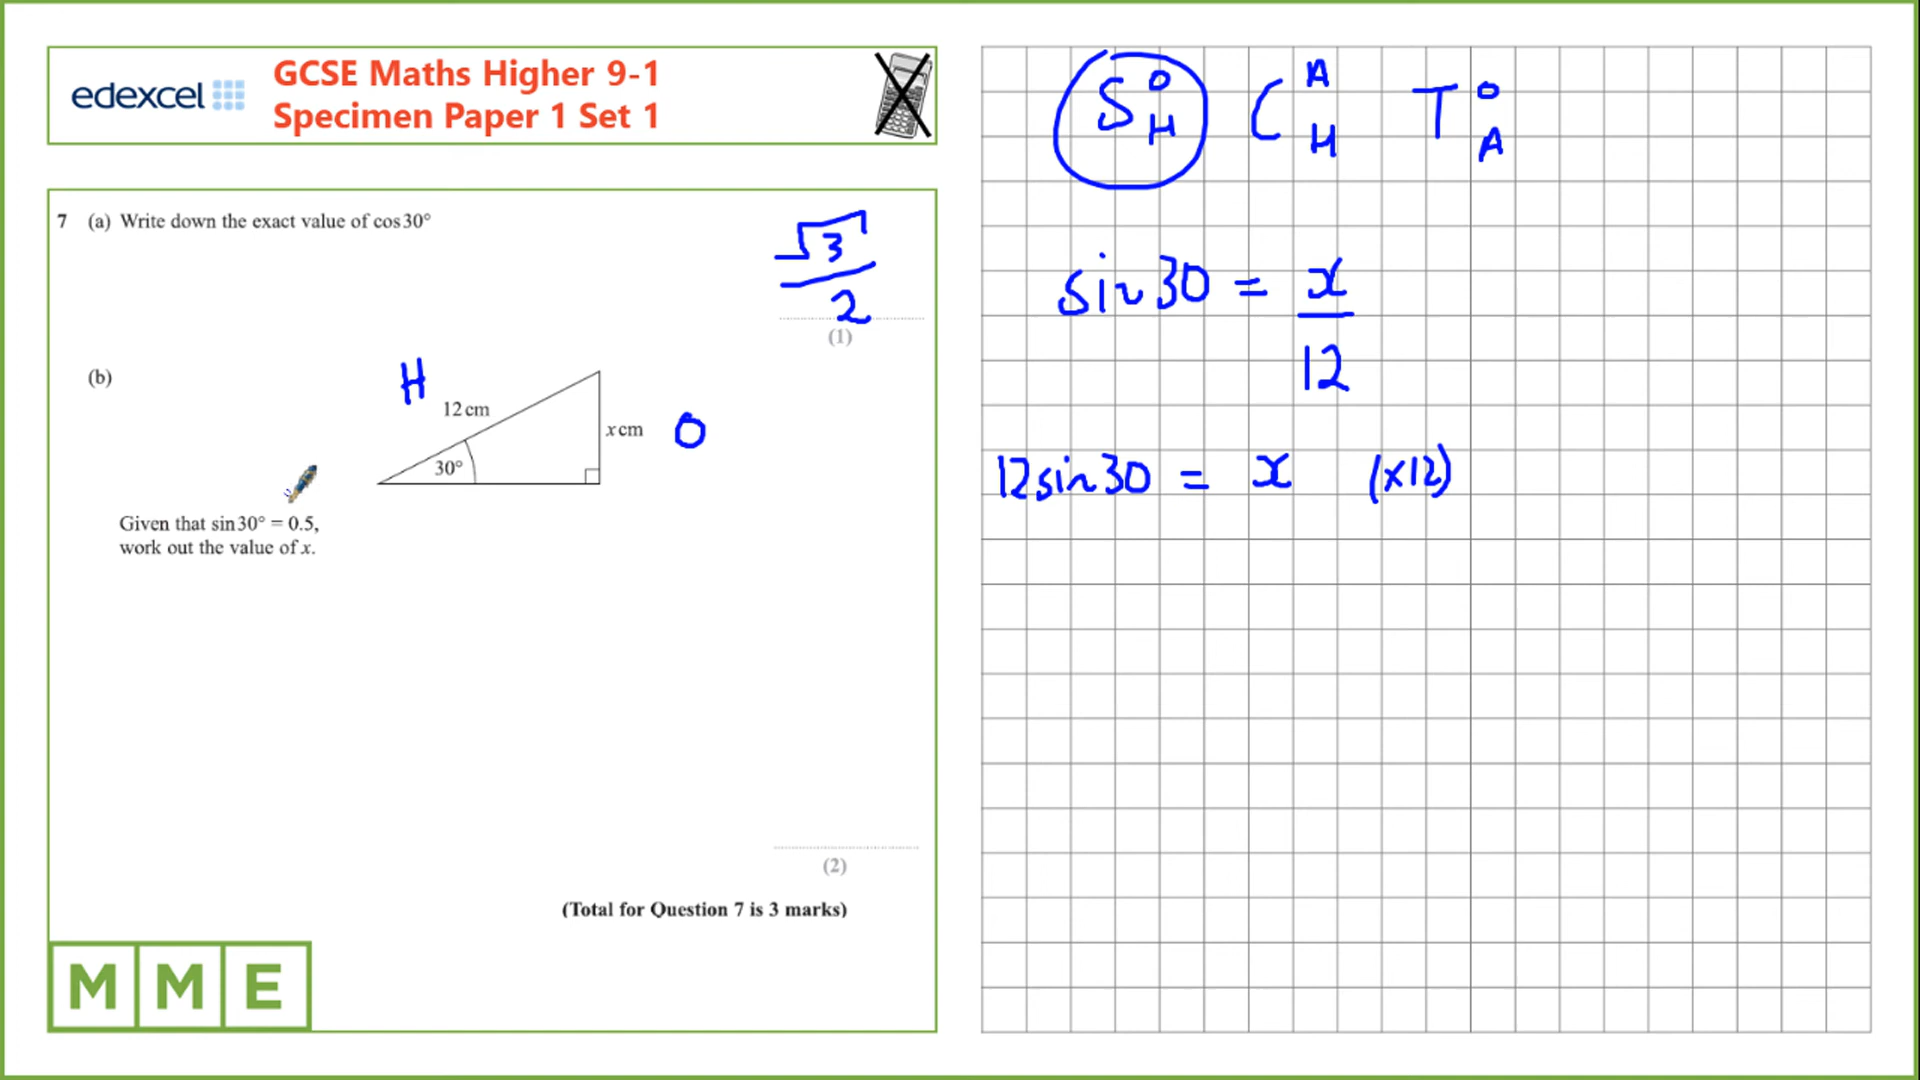 edexcel
GCSE Maths Higher 9-1
Specimen Paper 1 Set 1
7 (a) Write down the exact value of cos 30°
√3
2
(1)
(b)
H
12 cm
x cm
O
30°
Given that sin 30° = 0.5,
work out the value of x.
(2)
(Total for Question 7 is 3 marks)
MME
S O H C A H T O A
sin 30 = x
12
12 sin 30 = x (×12)